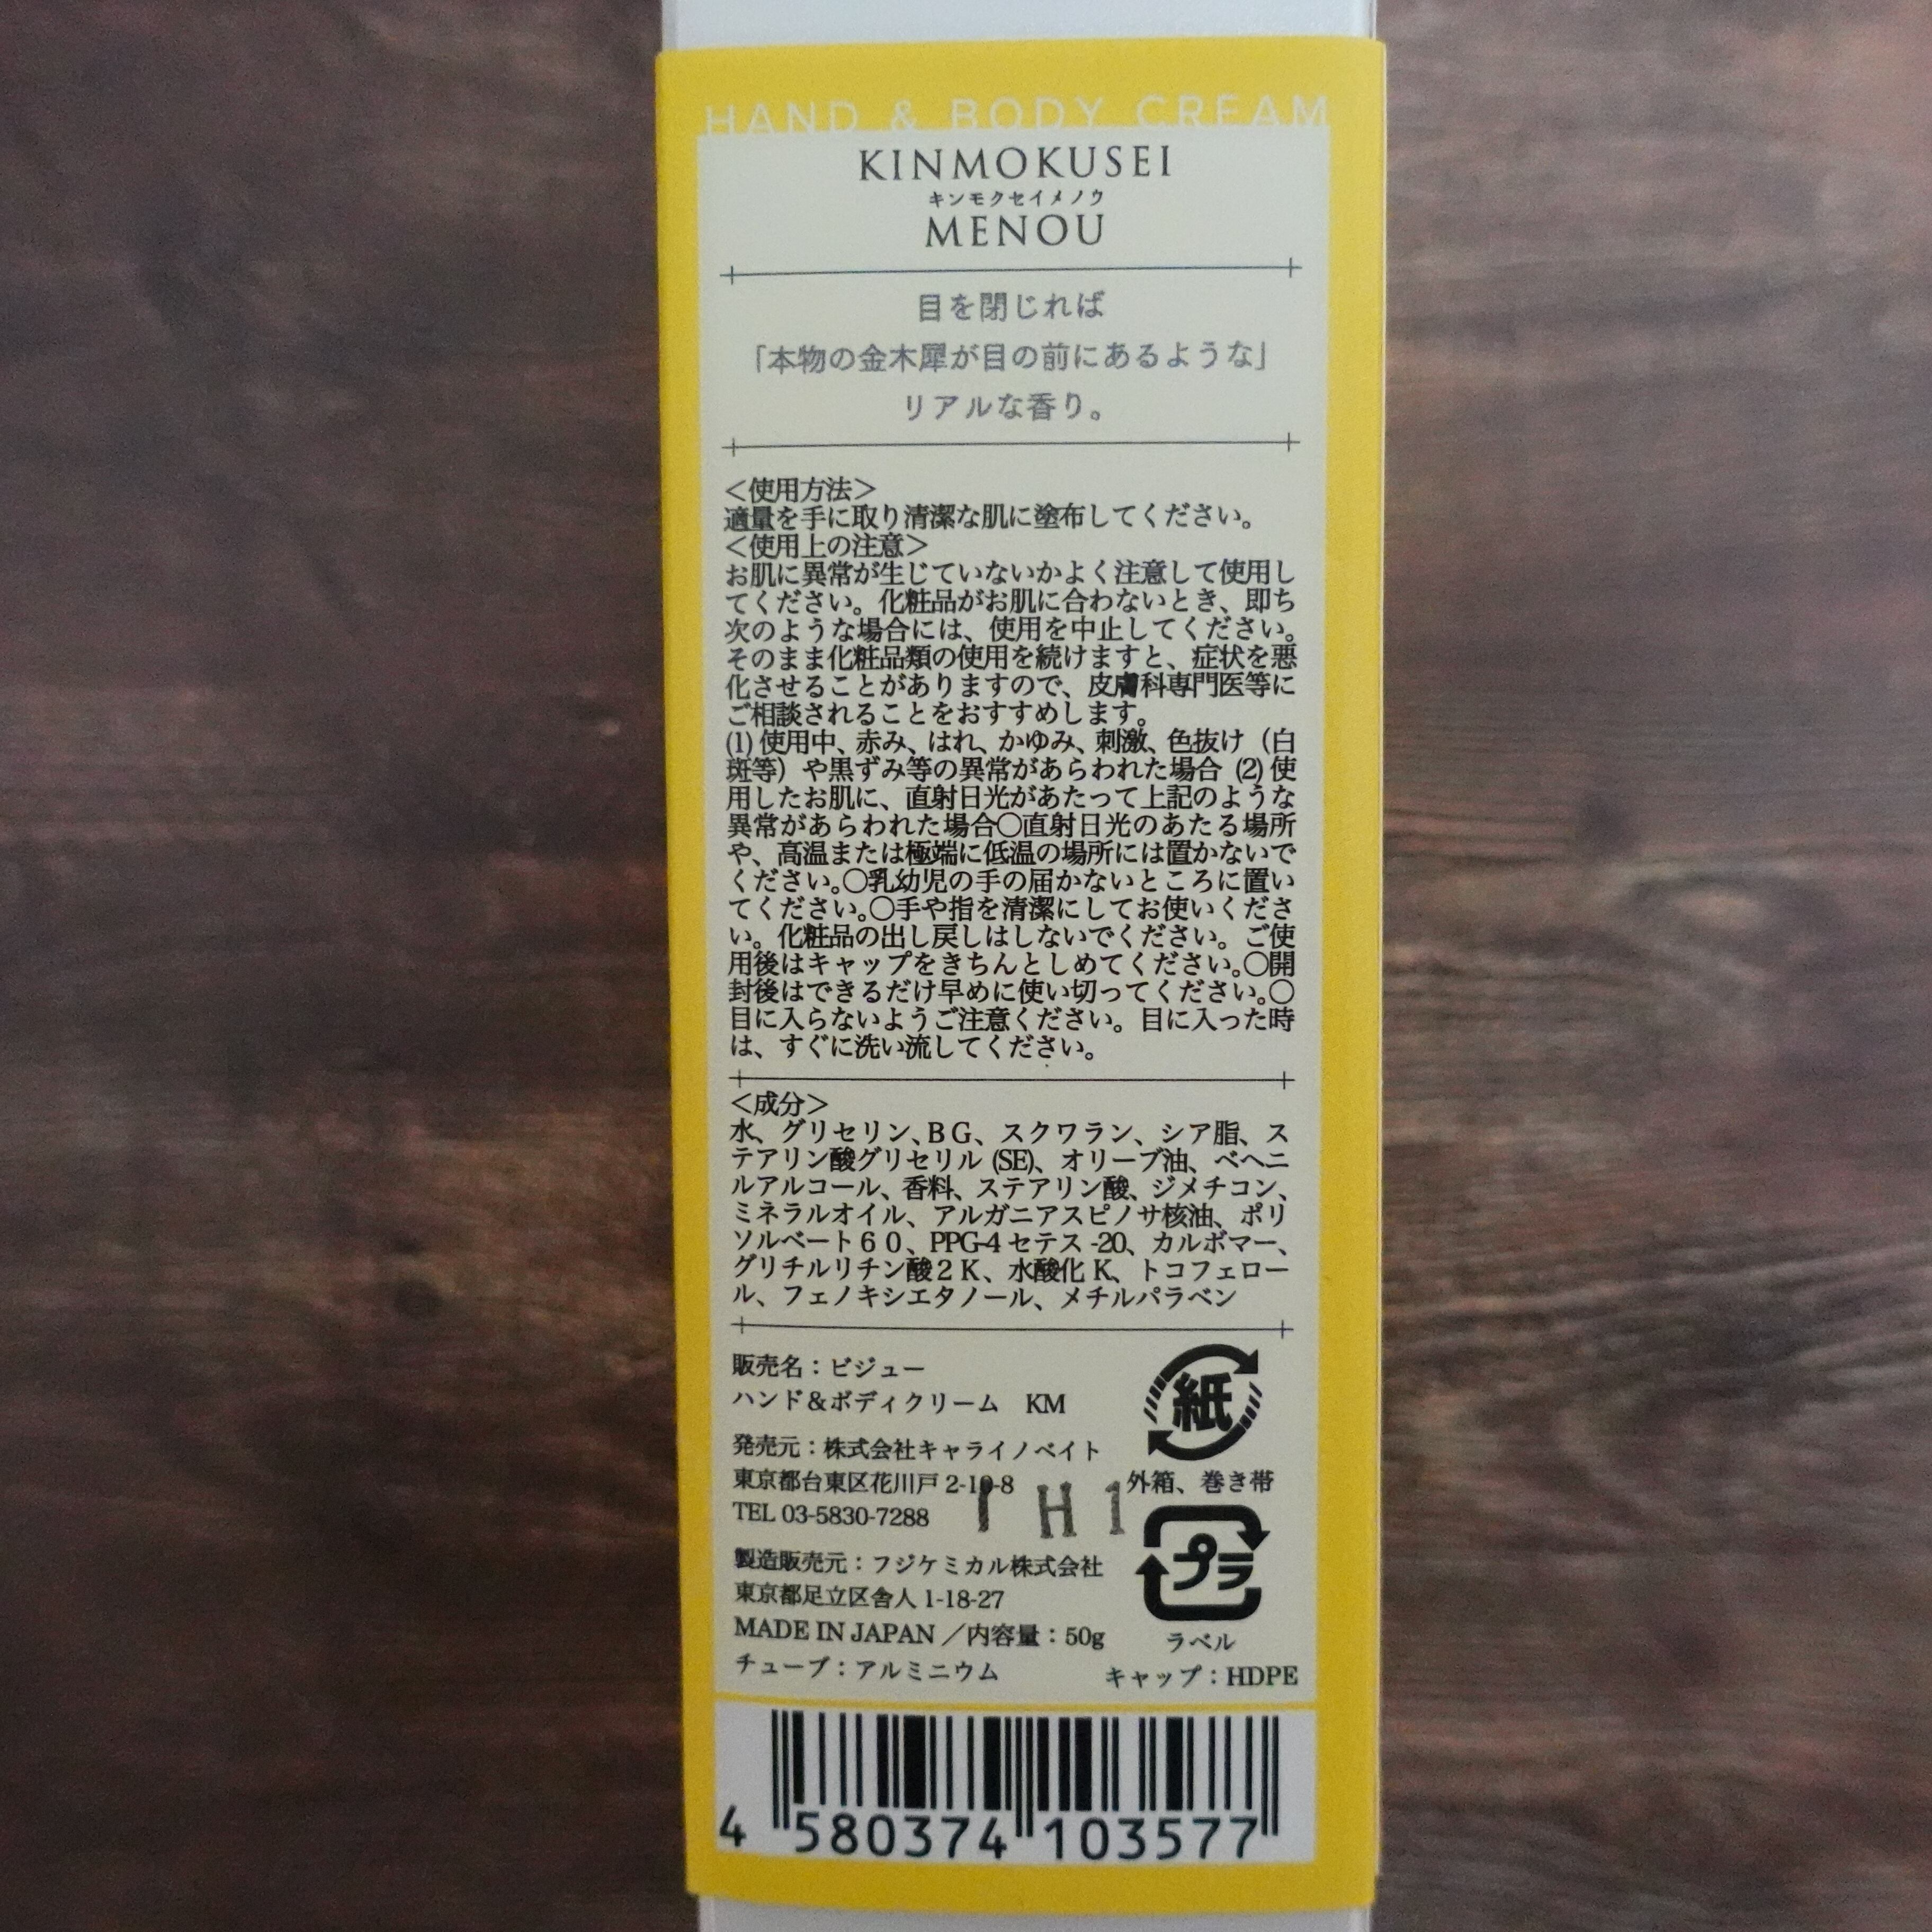 HAND & BODY CREAM
KINMOKUSEI
キンモクセイメノウ
MENOU
目を閉じれば
「本物の金木犀が目の前にあるような」
リアルな香り。
＜使用方法＞
適量を手に取り清潔な肌に塗布してください。
＜使用上の注意＞
お肌に異常が生じていないかよく注意して使用し
てください。化粧品がお肌に合わないとき、即ち
次のような場合には、使用を中止してください。
そのまま化粧品類の使用を続けますと、症状を悪
化させることがありますので、皮膚科専門医等に
ご相談されることをおすすめします。
(1) 使用中、赤み、はれ、かゆみ、刺激、色抜け（白
斑等）や黒ずみ等の異常があらわれた場合 (2) 使
用したお肌に、直射日光があたって上記のような
異常があらわれた場合〇直射日光のあたる場所
や、高温または極端に低温の場所には置かないで
ください。〇乳幼児の手の届かないところに置い
てください。〇手や指を清潔にしてお使いくださ
い。化粧品の出し戻しはしないでください。ご使
用後はキャップをきちんとしめてください。〇開
封後はできるだけ早めに使い切ってください。〇
目に入らないようご注意ください。目に入った時
は、すぐに洗い流してください。
＜成分＞
水、グリセリン、ＢＧ、スクワラン、シア脂、ス
テアリン酸グリセリル (SE)、オリーブ油、ベヘニ
ルアルコール、香料、ステアリン酸、ジメチコン、
ミネラルオイル、アルガニアスピノサ核油、ポリ
ソルベート６０、PPG-4 セテス -20、カルボマー、
グリチルリチン酸２Ｋ、水酸化 K、トコフェロー
ル、フェノキシエタノール、メチルパラベン
販売名：ビジュー
ハンド＆ボディクリーム　KM
紙
発売元：株式会社キャライノベイト
東京都台東区花川戸 2-10-8
外箱、巻き帯
TEL 03-5830-7288
1 H 1
プラ
製造販売元：フジケミカル株式会社
東京都足立区舎人 1-18-27
MADE IN JAPAN ／内容量：50g
ラベル
チューブ：アルミニウム
キャップ：HDPE
4 580374 103577